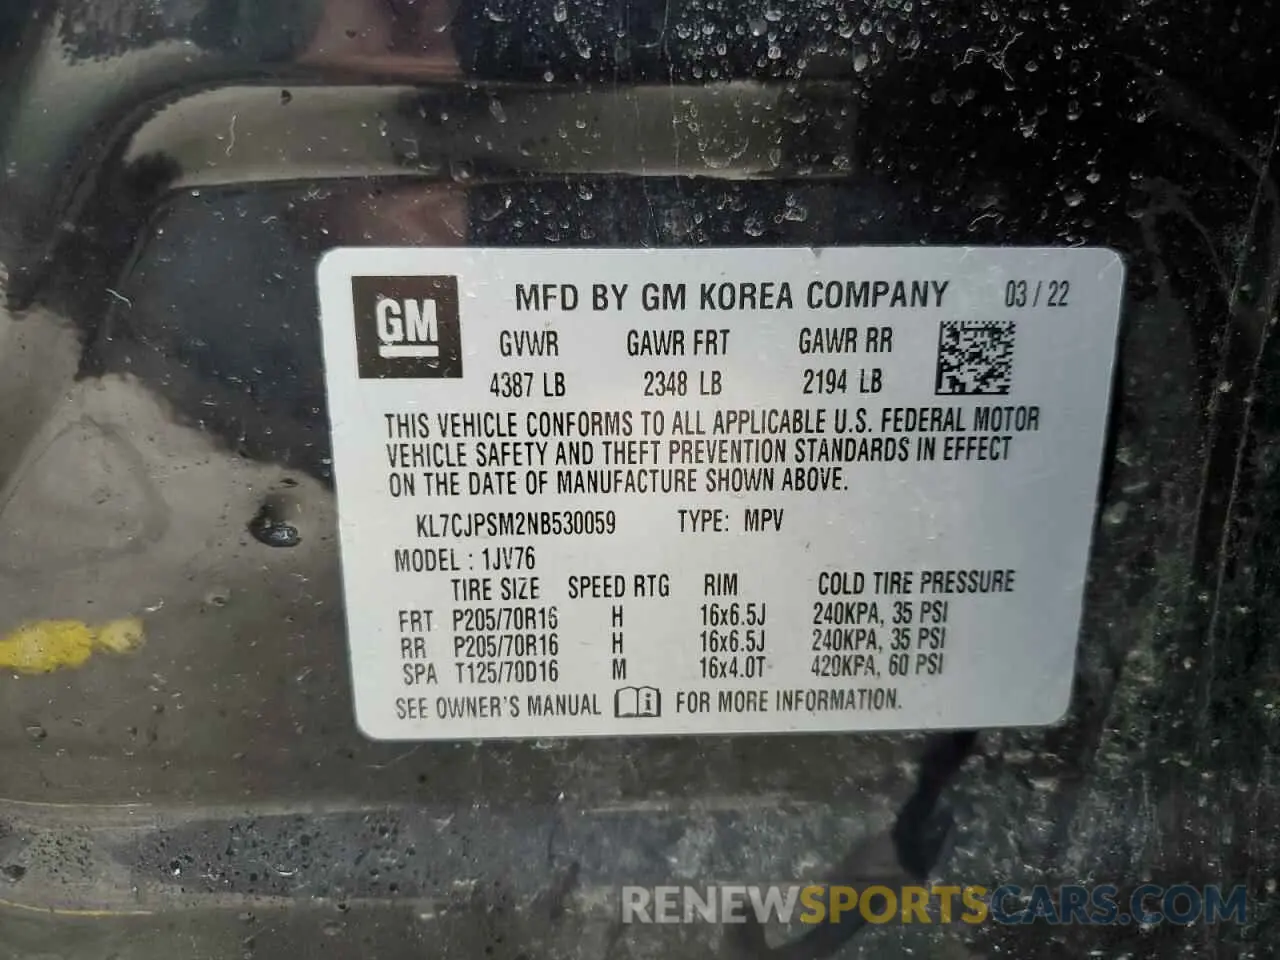 GM
MFD BY GM KOREA COMPANY 03/22
GVWR GAWR FRT GAWR RR
4387 LB 2348 LB 2194 LB
THIS VEHICLE CONFORMS TO ALL APPLICABLE U.S. FEDERAL MOTOR
VEHICLE SAFETY AND THEFT PREVENTION STANDARDS IN EFFECT
ON THE DATE OF MANUFACTURE SHOWN ABOVE.
KL7CJPSM2NB530059 TYPE: MPV
MODEL : 1JV76
TIRE SIZE SPEED RTG RIM COLD TIRE PRESSURE
FRT P205/70R16 H 16x6.5J 240KPA, 35 PSI
RR P205/70R16 H 16x6.5J 240KPA, 35 PSI
SPA T125/70D16 M 16x4.0T 420KPA, 60 PSI
SEE OWNER'S MANUAL i FOR MORE INFORMATION.
RENEWSPORTSCARS.COM